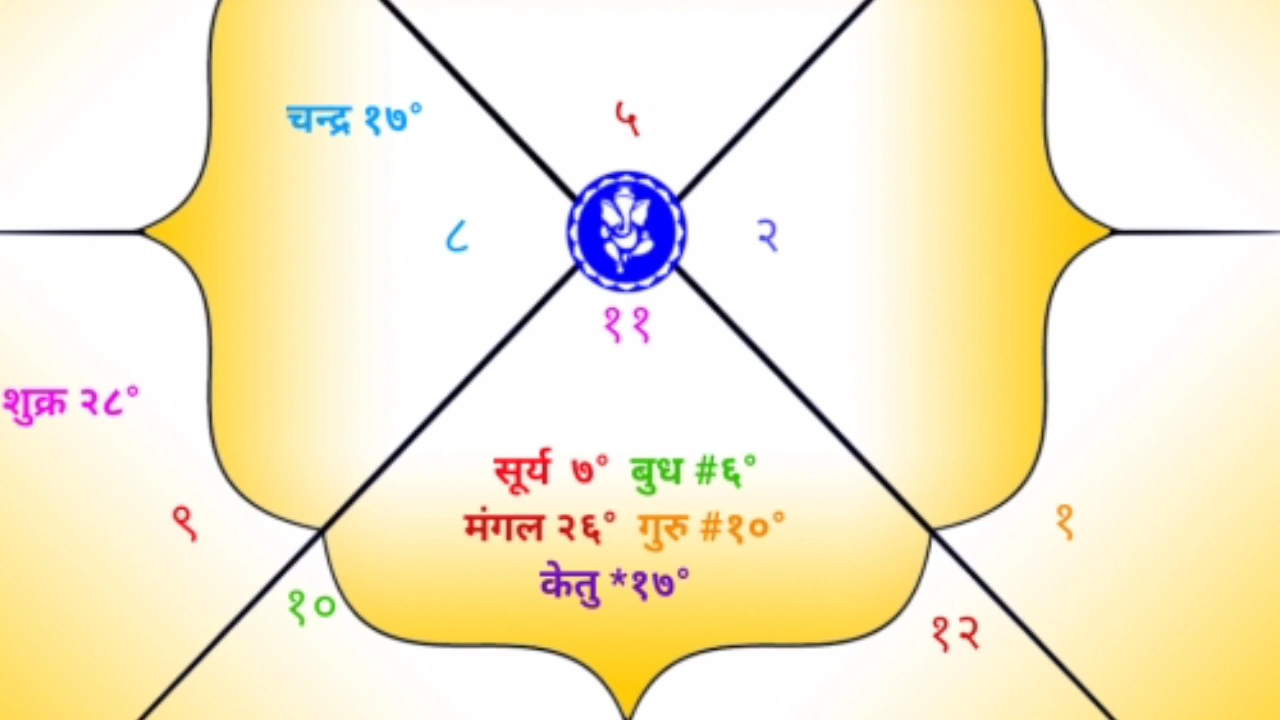 चन्द्र १७°
५
८
२
११
शुक्र २८°
सूर्य ७° बुध #६°
मंगल २६° गुरु #१०°
केतु *१७°
९
१
१०
१२